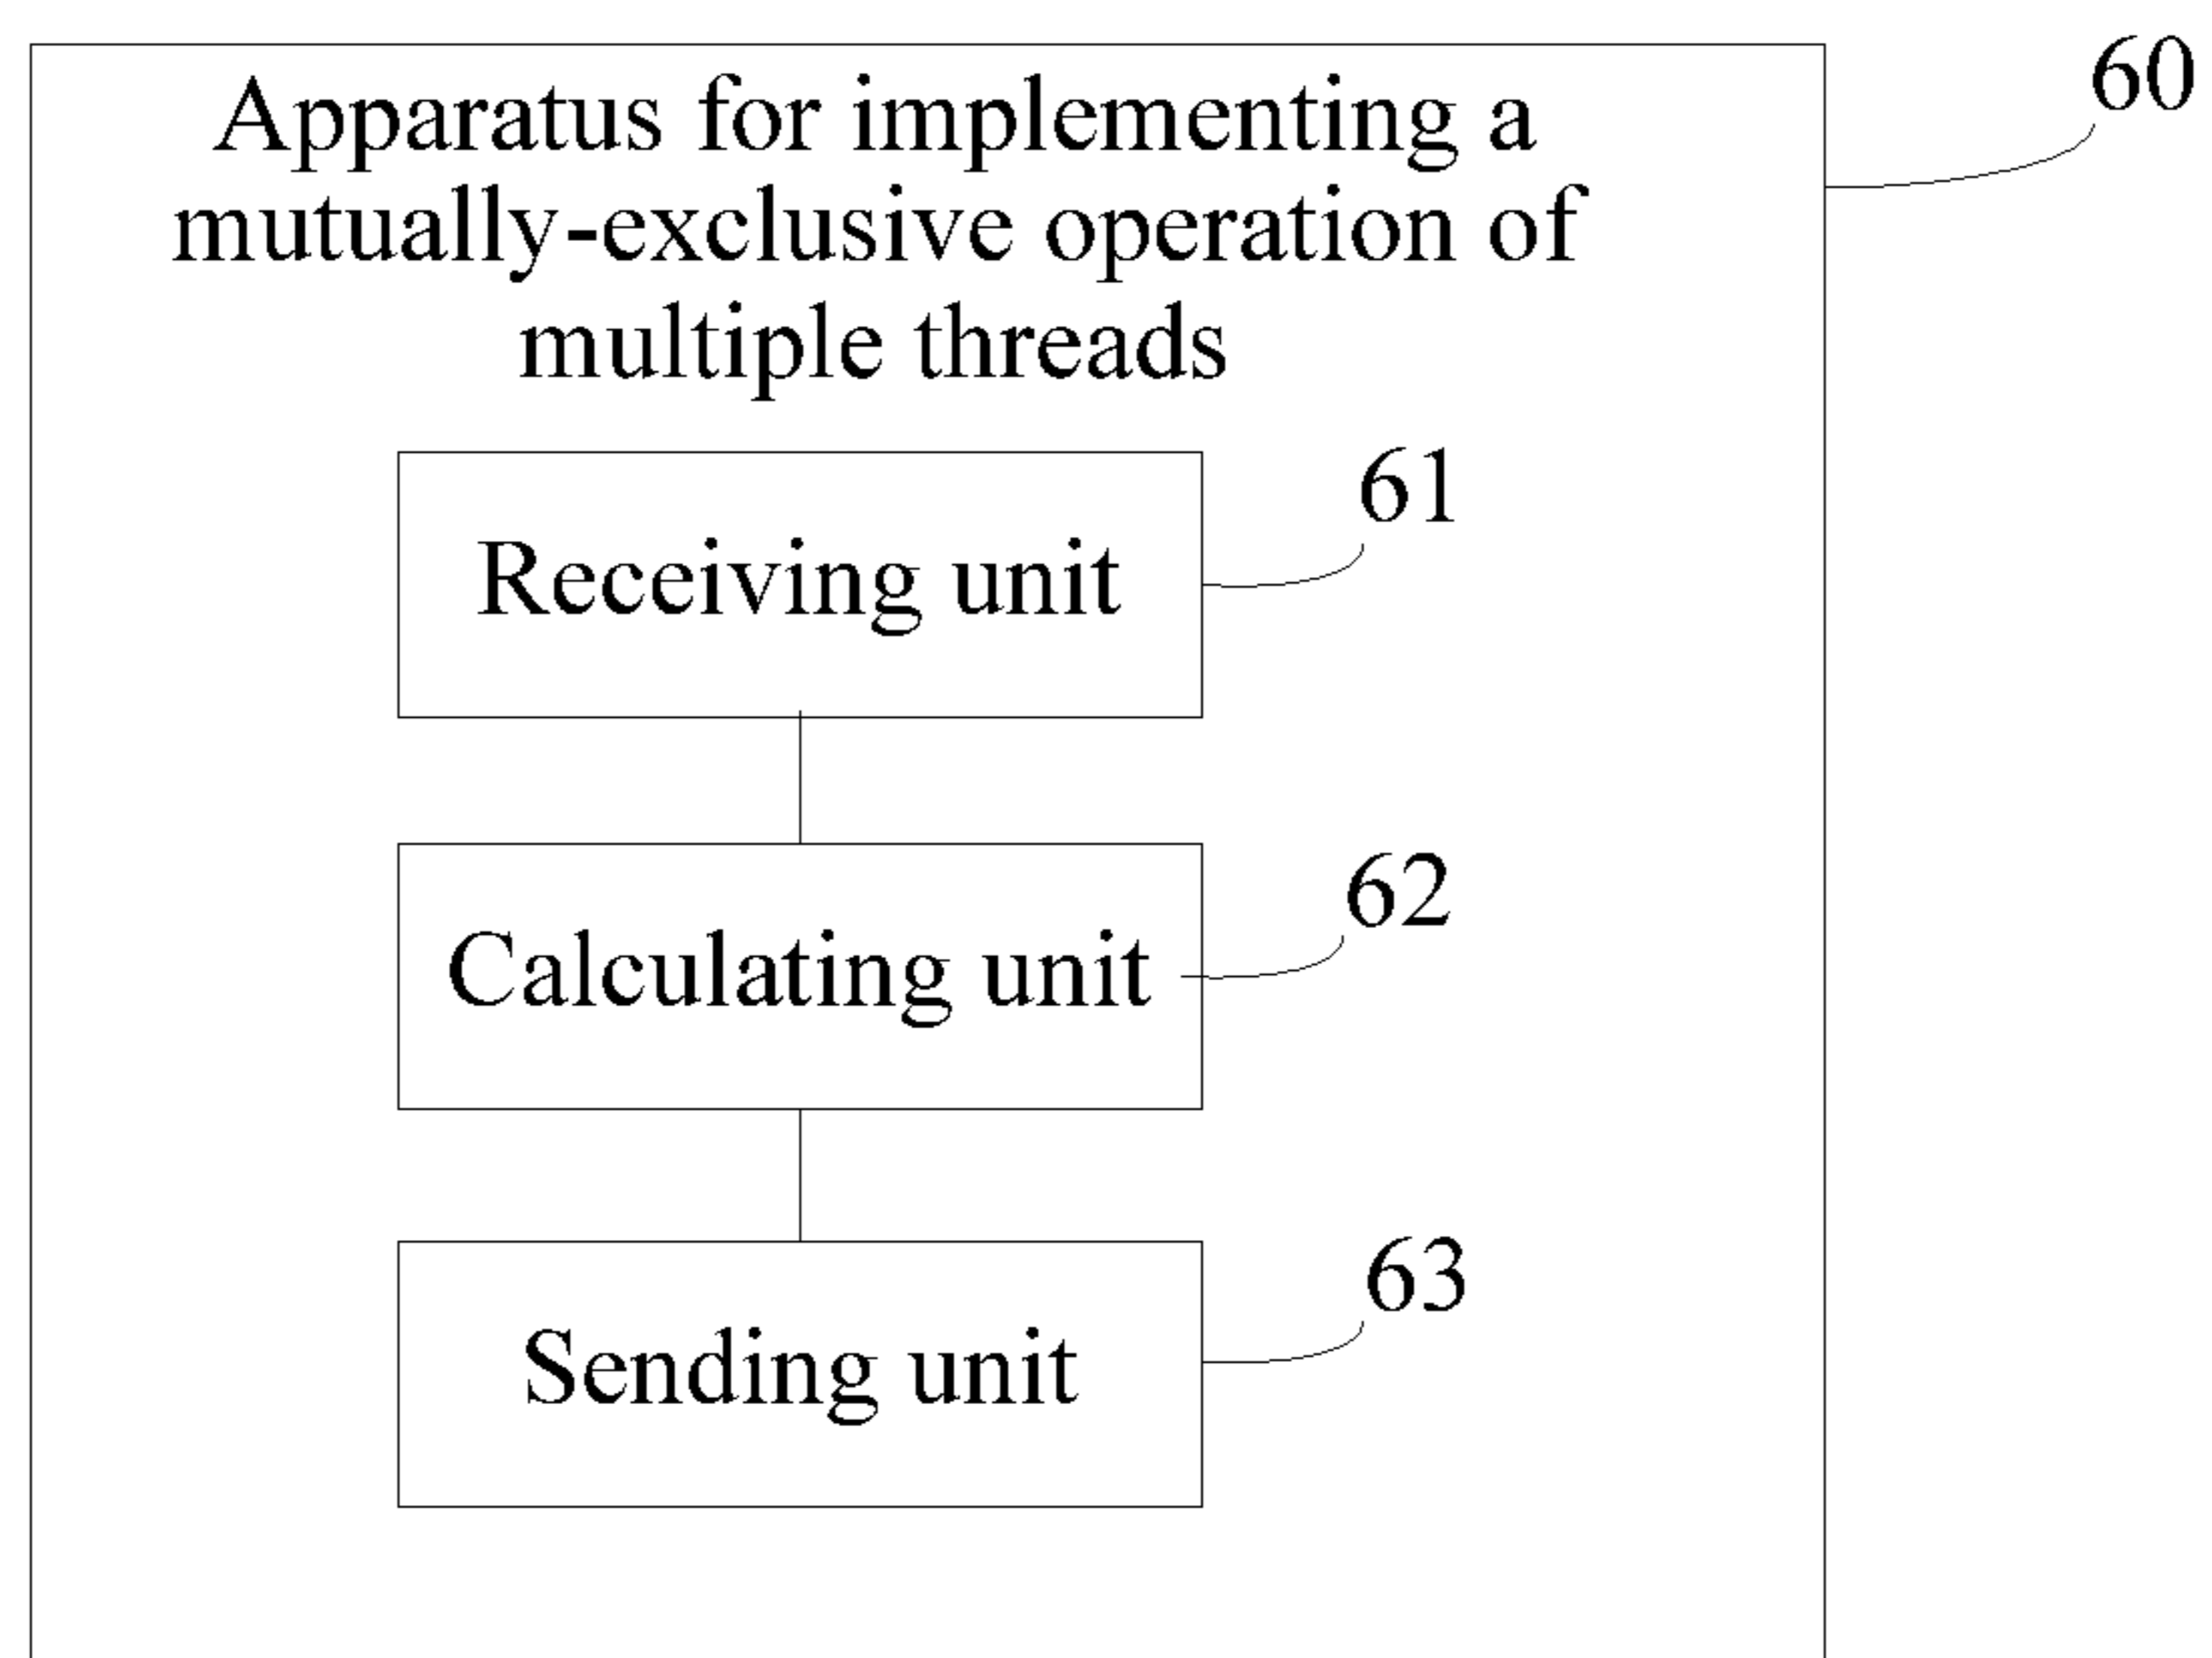 60
Apparatus for implementing a
mutually-exclusive operation of
multiple threads
61
Receiving unit
62
Calculating unit
63
Sending unit